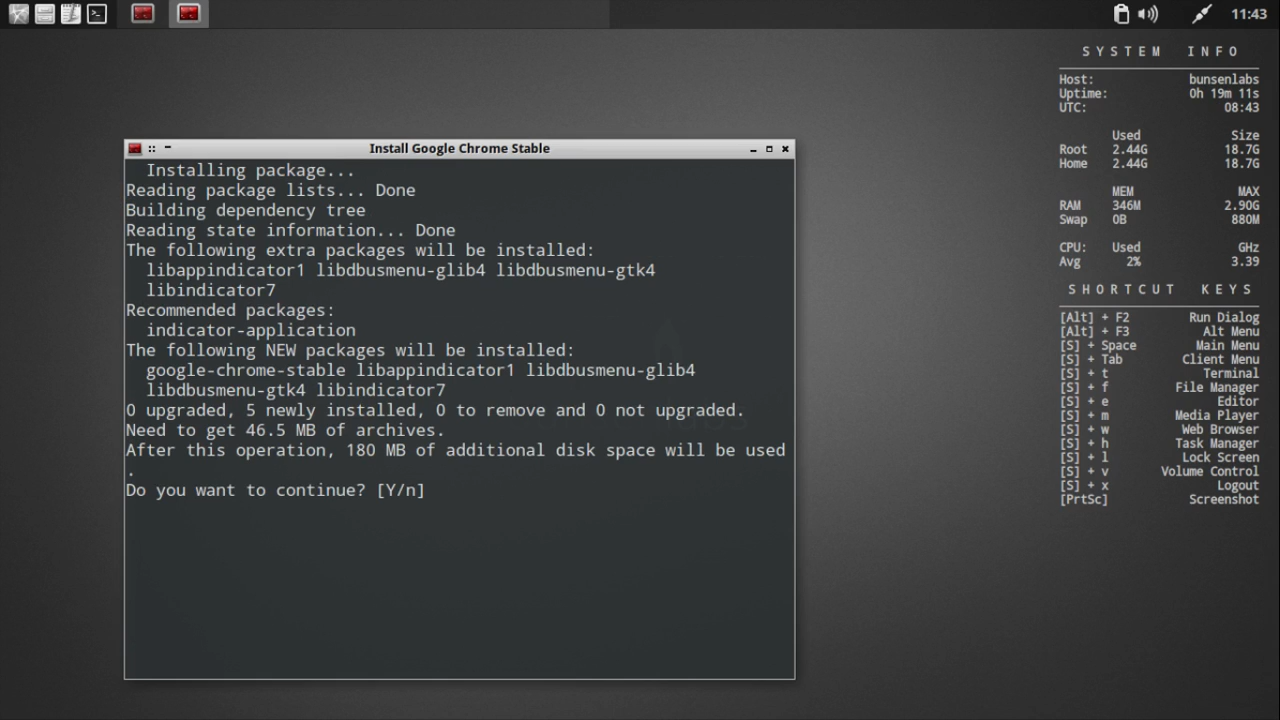 11:43
SYSTEM INFO
Host: bunsenlabs
Uptime: 0h 19m 11s
UTC: 08:43
Used Size
Root 2.44G 18.7G
Home 2.44G 18.7G
MEM MAX
RAM 346M 2.90G
Swap 0B 880M
CPU: Used GHz
Avg 2% 3.39
SHORTCUT KEYS
[Alt] + F2 Run Dialog
[Alt] + F3 Alt Menu
[S] + Space Main Menu
[S] + Tab Client Menu
[S] + t Terminal
[S] + f File Manager
[S] + e Editor
[S] + m Media Player
[S] + w Web Browser
[S] + h Task Manager
[S] + l Lock Screen
[S] + v Volume Control
[S] + x Logout
[PrtSc] Screenshot
Install Google Chrome Stable
Installing package...
Reading package lists... Done
Building dependency tree
Reading state information... Done
The following extra packages will be installed:
libappindicator1 libdbusmenu-glib4 libdbusmenu-gtk4
libindicator7
Recommended packages:
indicator-application
The following NEW packages will be installed:
google-chrome-stable libappindicator1 libdbusmenu-glib4
libdbusmenu-gtk4 libindicator7
0 upgraded, 5 newly installed, 0 to remove and 0 not upgraded.
Need to get 46.5 MB of archives.
After this operation, 180 MB of additional disk space will be used
.
Do you want to continue? [Y/n]